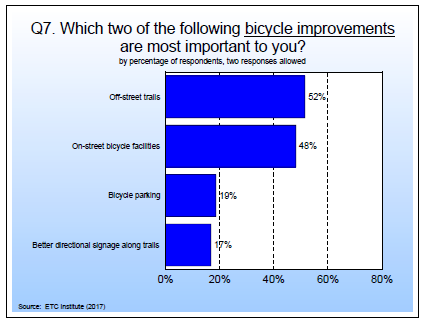 Q7. Which two of the following bicycle improvements
are most important to you?
by percentage of respondents, two responses allowed
Off-street trails
52%
On-street bicycle facilities
48%
Bicycle parking
19%
Better directional signage along trails
17%
0% 20% 40% 60% 80%
Source: ETC Institute (2017)